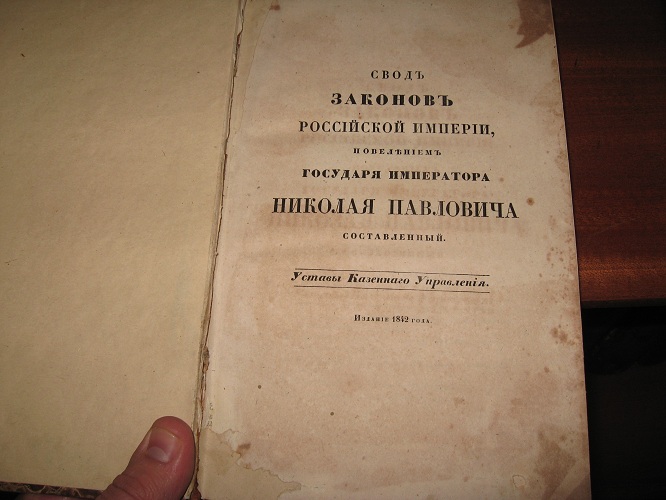 СВОДЪ
ЗАКОНОВЪ
РОССІЙСКОЙ ИМПЕРІИ,
ПОВЕЛѢНІЕМЪ
ГОСУДАРЯ ИМПЕРАТОРА
НИКОЛАЯ ПАВЛОВИЧА
СОСТАВЛЕННЫЙ.
Уставы Казеннаго Управленія.
Изданіе 1842 года.